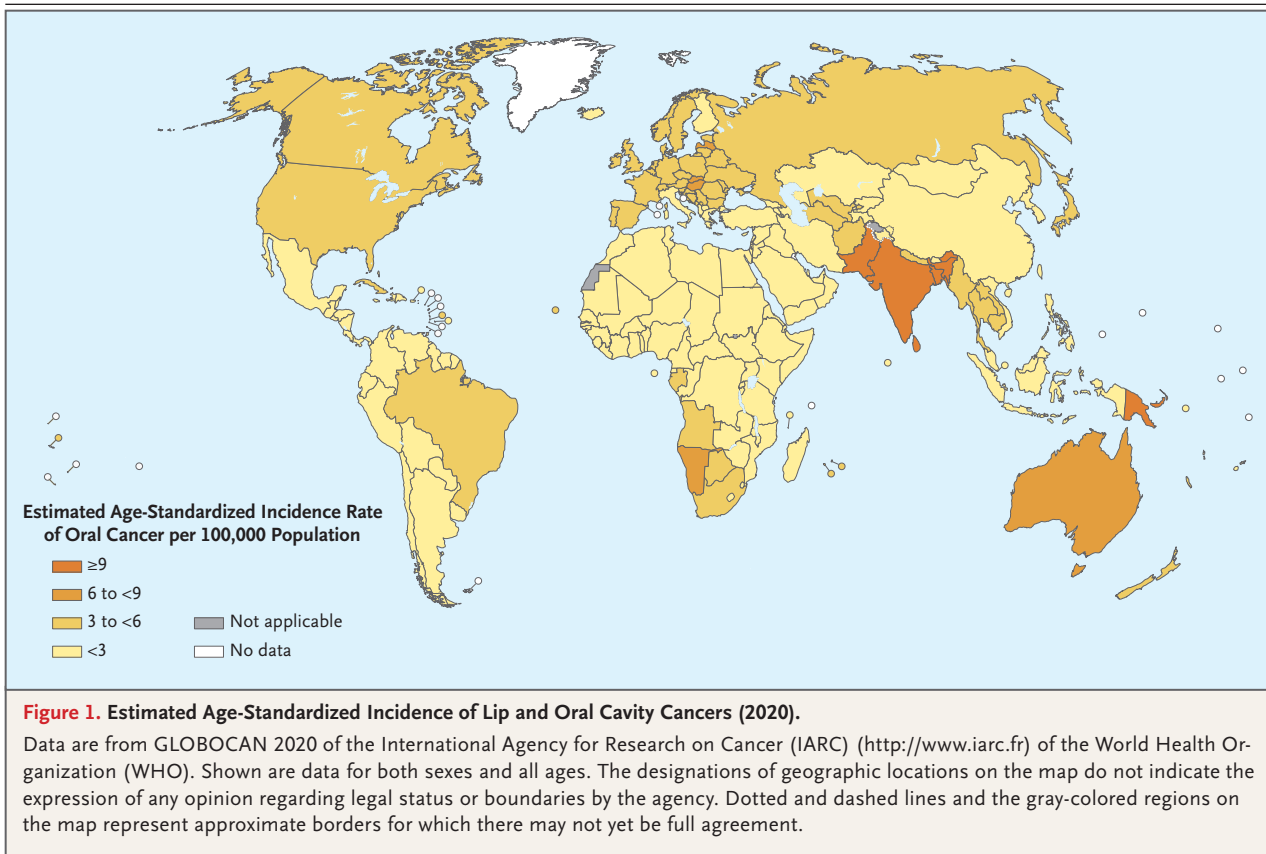 Estimated Age-Standardized Incidence Rate
of Oral Cancer per 100,000 Population
≥9
6 to <9
3 to <6
<3
Not applicable
No data
Figure 1. Estimated Age-Standardized Incidence of Lip and Oral Cavity Cancers (2020).
Data are from GLOBOCAN 2020 of the International Agency for Research on Cancer (IARC) (http://www.iarc.fr) of the World Health Or-
ganization (WHO). Shown are data for both sexes and all ages. The designations of geographic locations on the map do not indicate the
expression of any opinion regarding legal status or boundaries by the agency. Dotted and dashed lines and the gray-colored regions on
the map represent approximate borders for which there may not yet be full agreement.